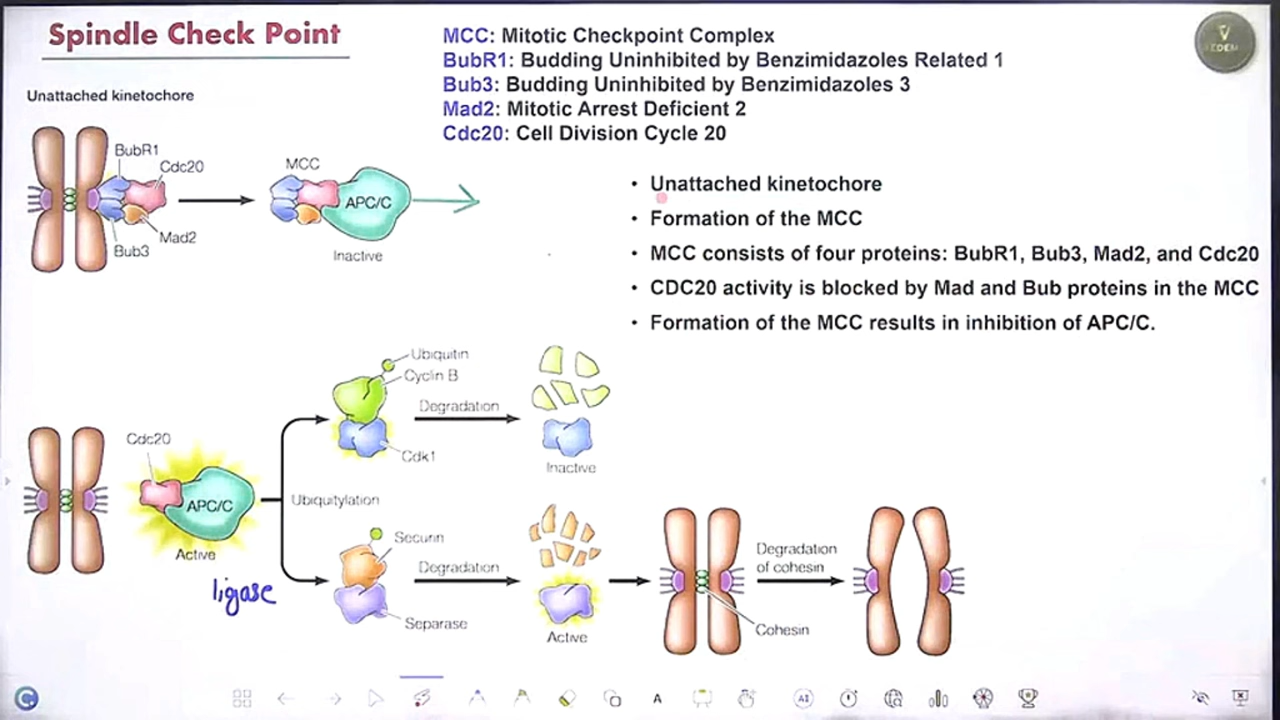 Spindle Check Point
MCC: Mitotic Checkpoint Complex
BubR1: Budding Uninhibited by Benzimidazoles Related 1
Bub3: Budding Uninhibited by Benzimidazoles 3
Mad2: Mitotic Arrest Deficient 2
Cdc20: Cell Division Cycle 20
Unattached kinetochore
BubR1
Cdc20
Mad2
Bub3
MCC
APC/C
Inactive
• Unattached kinetochore
• Formation of the MCC
• MCC consists of four proteins: BubR1, Bub3, Mad2, and Cdc20
• CDC20 activity is blocked by Mad and Bub proteins in the MCC
• Formation of the MCC results in inhibition of APC/C.
Ubiquitin
Cyclin B
Degradation
Cdk1
Inactive
Cdc20
APC/C
Active
Ubiquitylation
ligase
Securin
Degradation
Separase
Active
Degradation
of cohesin
Cohesin
A
AI